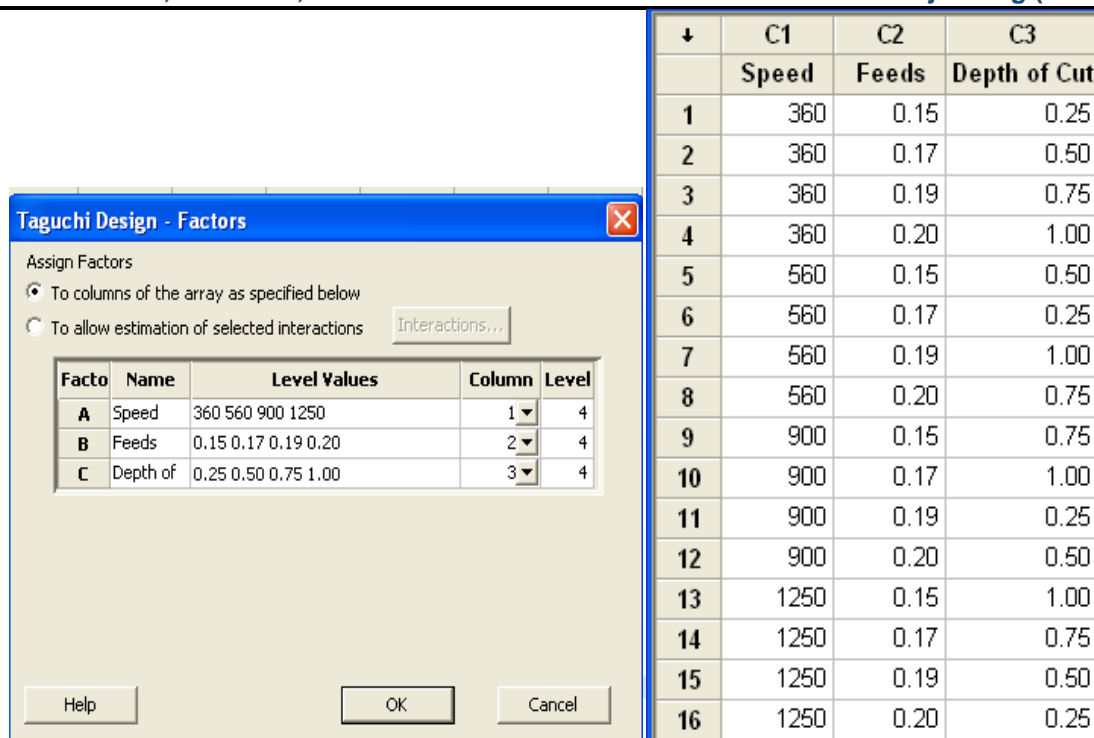 Taguchi Design - Factors
Assign Factors
To columns of the array as specified below
To allow estimation of selected interactions Interactions...
Facto Name Level Values Column Level
A Speed 360 560 900 1250 1 4
B Feeds 0.15 0.17 0.19 0.20 2 4
C Depth of 0.25 0.50 0.75 1.00 3 4
Help OK Cancel
C1 C2 C3
Speed Feeds Depth of Cut
1 360 0.15 0.25
2 360 0.17 0.50
3 360 0.19 0.75
4 360 0.20 1.00
5 560 0.15 0.50
6 560 0.17 0.25
7 560 0.19 1.00
8 560 0.20 0.75
9 900 0.15 0.75
10 900 0.17 1.00
11 900 0.19 0.25
12 900 0.20 0.50
13 1250 0.15 1.00
14 1250 0.17 0.75
15 1250 0.19 0.50
16 1250 0.20 0.25